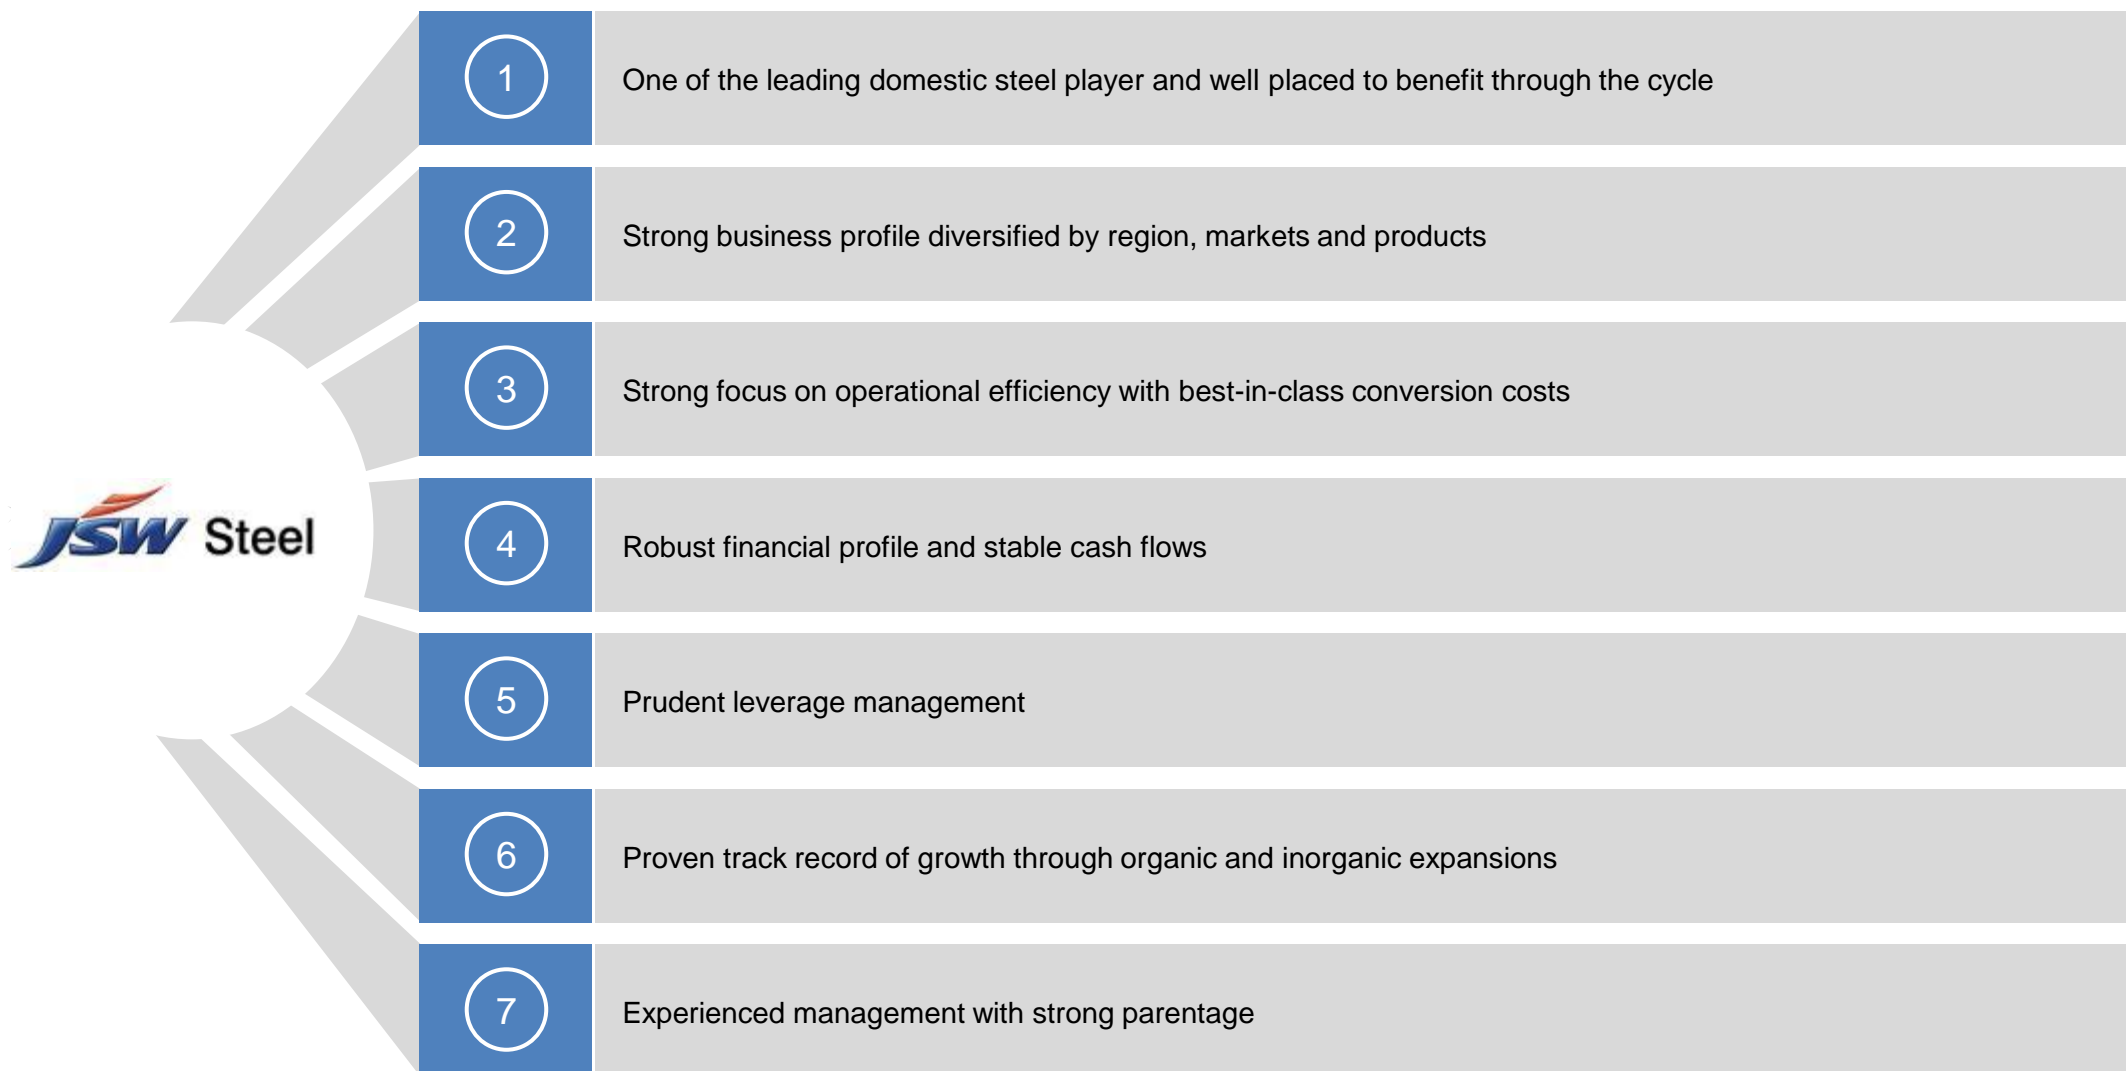 1
One of the leading domestic steel player and well placed to benefit through the cycle
2
Strong business profile diversified by region, markets and products
3
Strong focus on operational efficiency with best-in-class conversion costs
JSW Steel
4
Robust financial profile and stable cash flows
5
Prudent leverage management
6
Proven track record of growth through organic and inorganic expansions
7
Experienced management with strong parentage